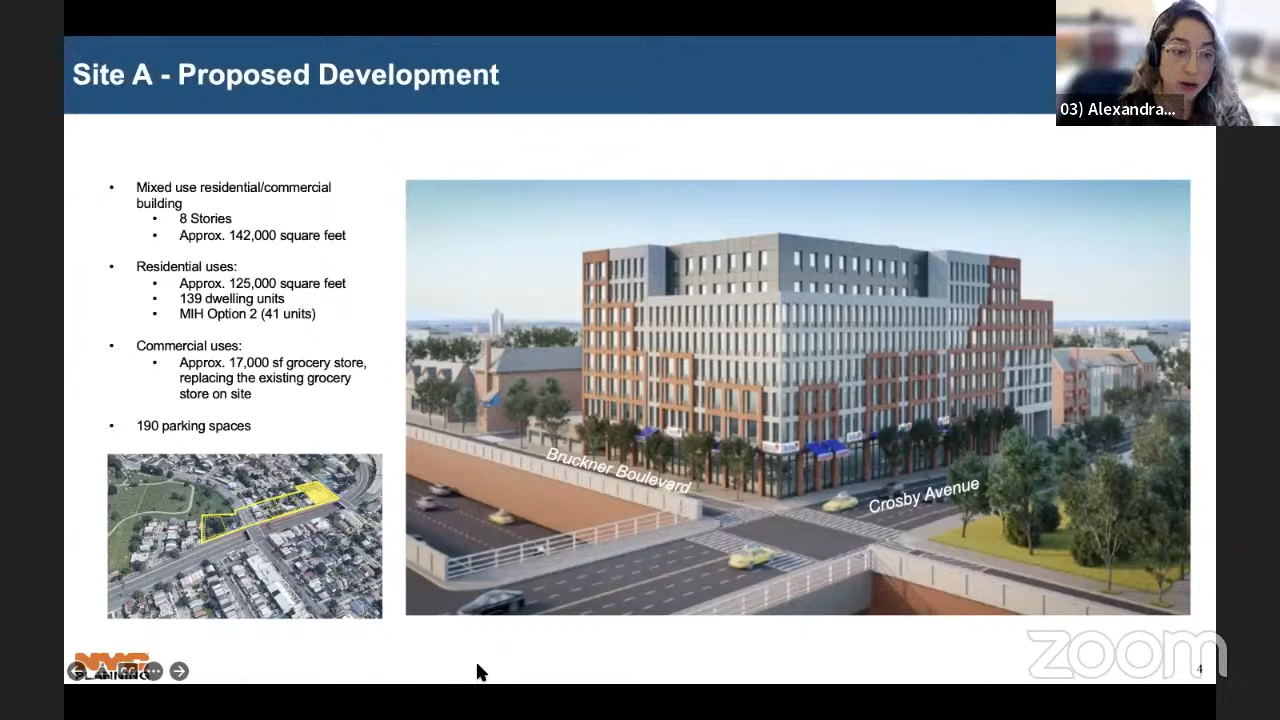 Site A - Proposed Development
03) Alexandra...
• Mixed use residential/commercial
building
• 8 Stories
• Approx. 142,000 square feet
• Residential uses:
• Approx. 125,000 square feet
• 139 dwelling units
• MIH Option 2 (41 units)
• Commercial uses:
• Approx. 17,000 sf grocery store,
replacing the existing grocery
store on site
• 190 parking spaces
Bruckner Boulevard
Crosby Avenue
NYC
PLANNING
zoom
4